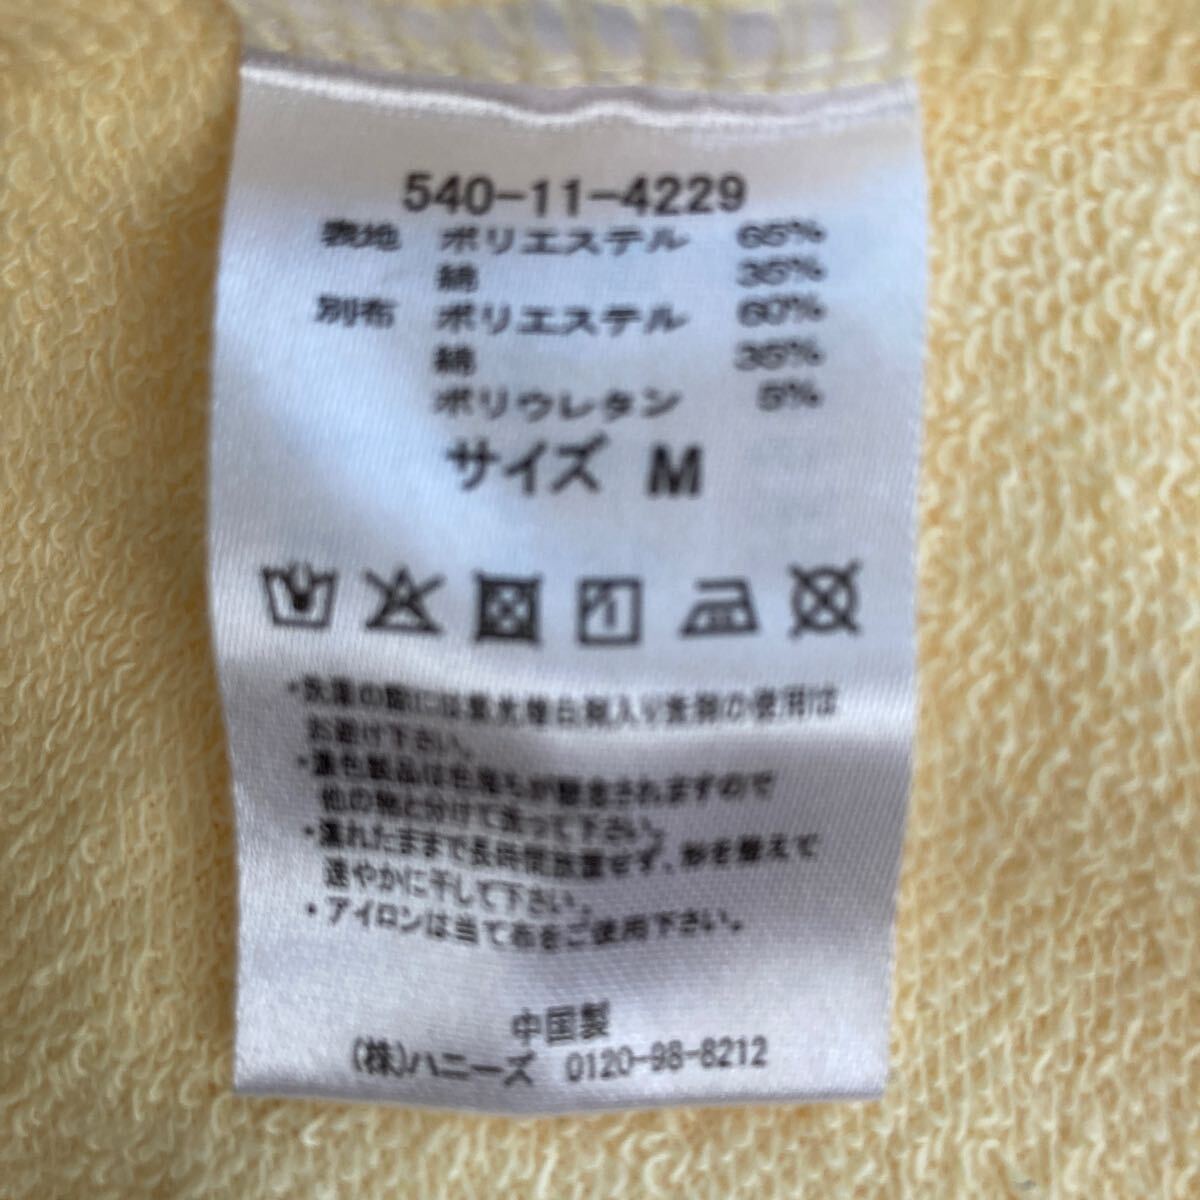 540-11-4229
表地 ポリエステル 65%
綿 35%
別布 ポリエステル 60%
綿 35%
ポリウレタン 5%
サイズ M
・洗濯の際には蛍光増白剤入り洗剤の使用は
お避け下さい。
・濃色製品は色落ちが懸念されますので
他の物と分けて洗って下さい。
・濡れたままで長時間放置せず、形を整えて
速やかに干して下さい。
・アイロンは当て布をご使用下さい。
中国製
(株)ハニーズ 0120-98-8212